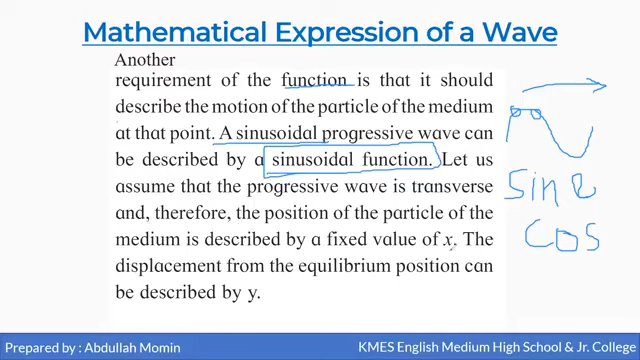 Mathematical Expression of a Wave
Another
requirement of the function is that it should
describe the motion of the particle of the medium
at that point. A sinusoidal progressive wave can
be described by a sinusoidal function. Let us
assume that the progressive wave is transverse
and, therefore, the position of the particle of the
medium is described by a fixed value of x. The
displacement from the equilibrium position can
be described by y.
sine
cos
Prepared by : Abdullah Momin
KMES English Medium High School & Jr. College